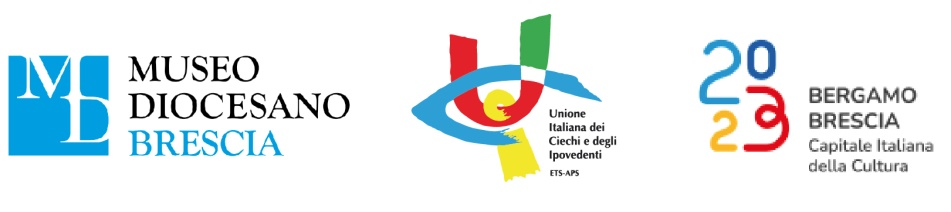 MD
MUSEO
DIOCESANO
BRESCIA
U
Unione
Italiana dei
Ciechi e degli
Ipovedenti
ETS-APS
20
23
BERGAMO
BRESCIA
Capitale Italiana
della Cultura